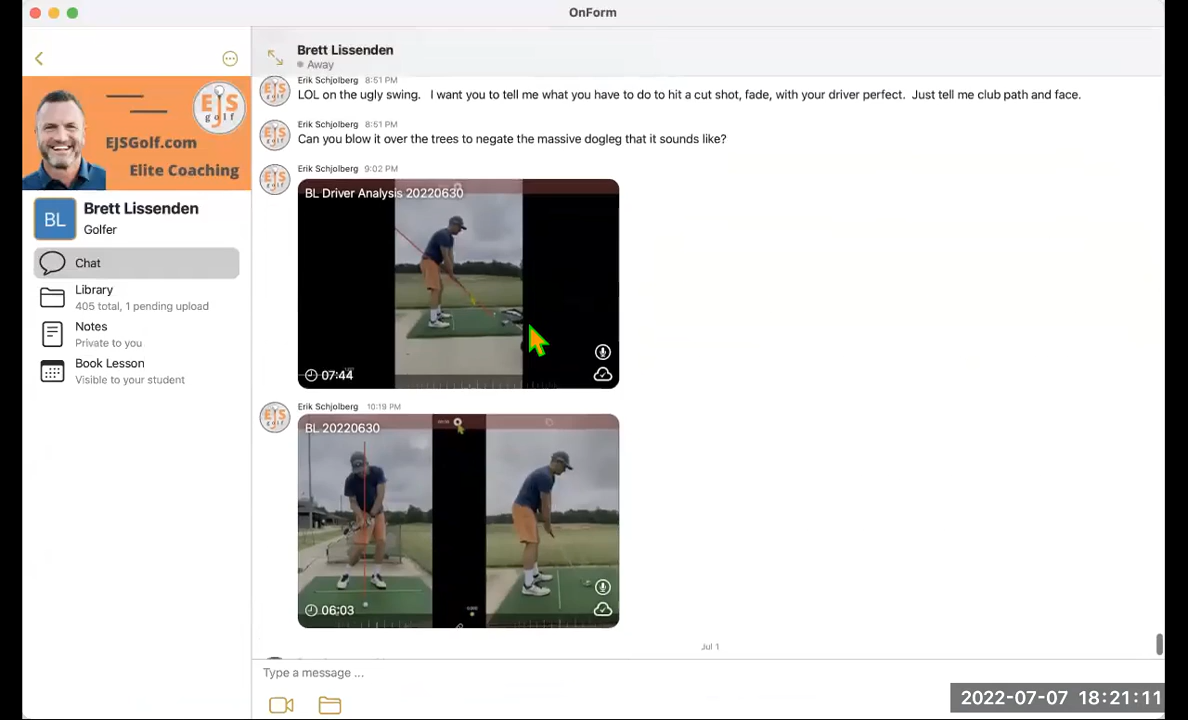 OnForm
EJS
golf
EJSGolf.com
Elite Coaching
BL
Brett Lissenden
Golfer
Chat
Library
405 total, 1 pending upload
Notes
Private to you
Book Lesson
Visible to your student
Brett Lissenden
Away
Erik Schjolberg 8:51 PM
LOL on the ugly swing. I want you to tell me what you have to do to hit a cut shot, fade, with your driver perfect. Just tell me club path and face.
Erik Schjolberg 8:51 PM
Can you blow it over the trees to negate the massive dogleg that it sounds like?
Erik Schjolberg 9:02 PM
BL Driver Analysis 20220630
07:44
Erik Schjolberg 10:19 PM
BL 20220630
06:03
Jul 1
Type a message ...
2022-07-07 18:21:11